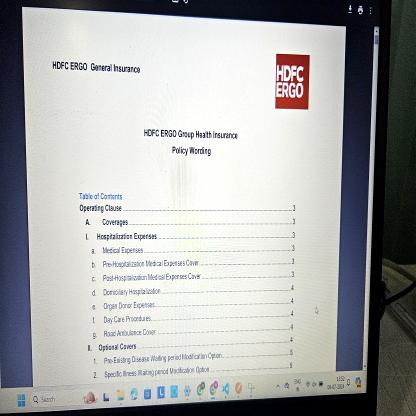 HDFC ERGO General Insurance
HDFC
ERGO
HDFC ERGO Group Health Insurance
Policy Wording
Table of Contents
Operating Clause 3
A. Coverages 3
I. Hospitalization Expenses 3
a. Medical Expenses 3
b. Pre-Hospitalization Medical Expenses Cover 3
c. Post-Hospitalization Medical Expenses Cover 3
d. Domiciliary Hospitalization 4
e. Organ Donor Expenses 4
f. Day Care Procedures 4
g. Road Ambulance Cover 4
II. Optional Covers 4
1. Pre-Existing Disease Waiting period Modification Option 5
2. Specific Illness Waiting period Modification Option 5
Search
ENG